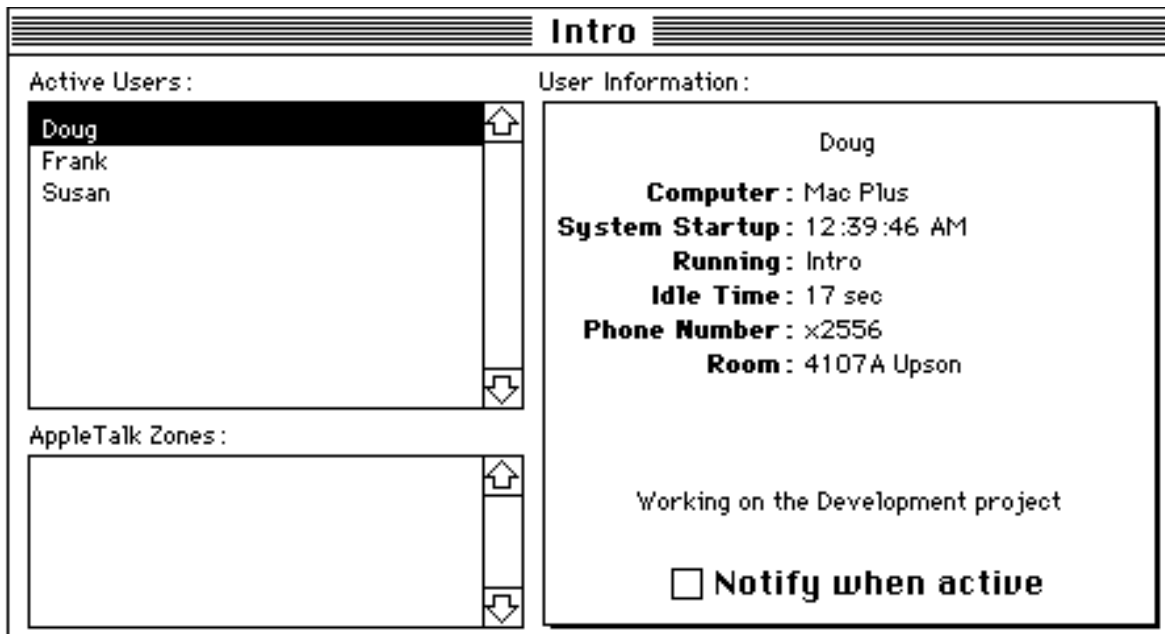 Intro
Active Users:
Doug
Frank
Susan
AppleTalk Zones:
User Information:
Doug
Computer: Mac Plus
System Startup: 12:39:46 AM
Running: Intro
Idle Time: 17 sec
Phone Number: x2556
Room: 4107A Upson
Working on the Development project
Notify when active